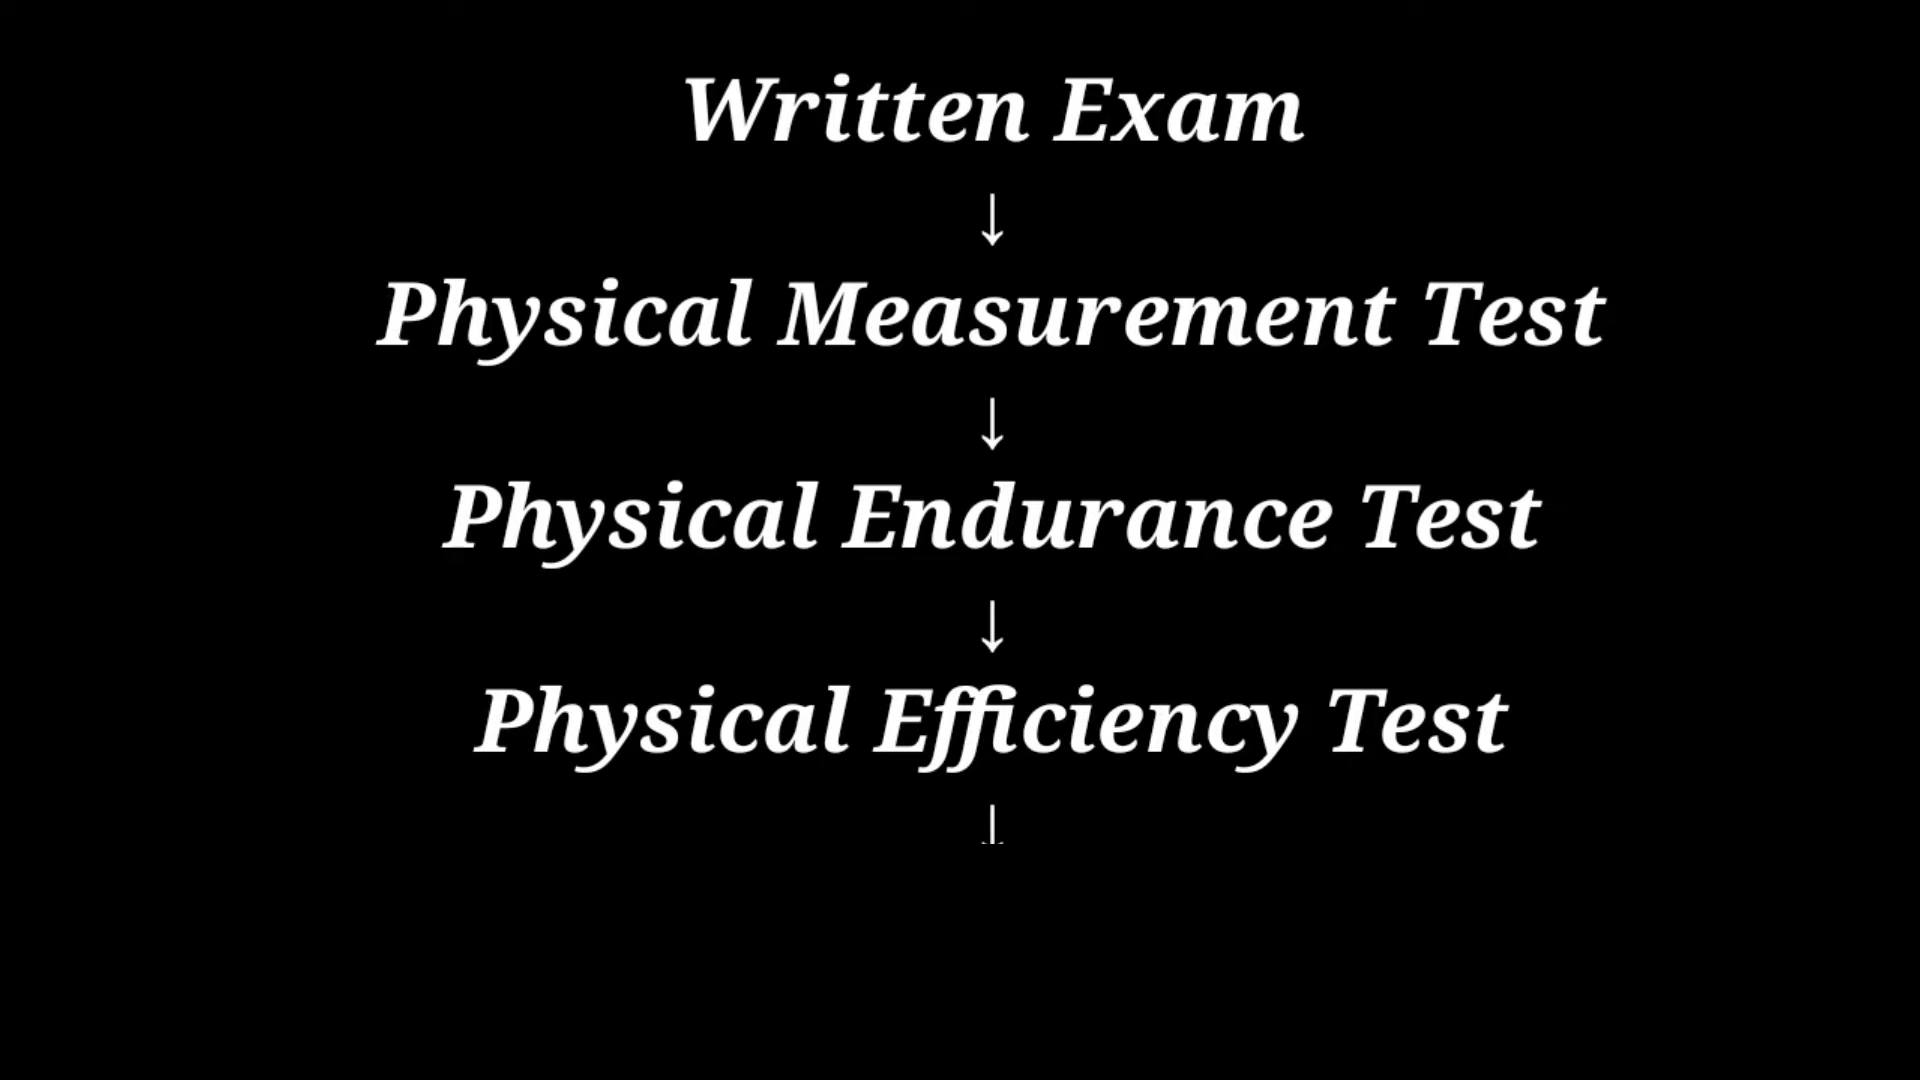 Written Exam
↓
Physical Measurement Test
↓
Physical Endurance Test
↓
Physical Efficiency Test
↓